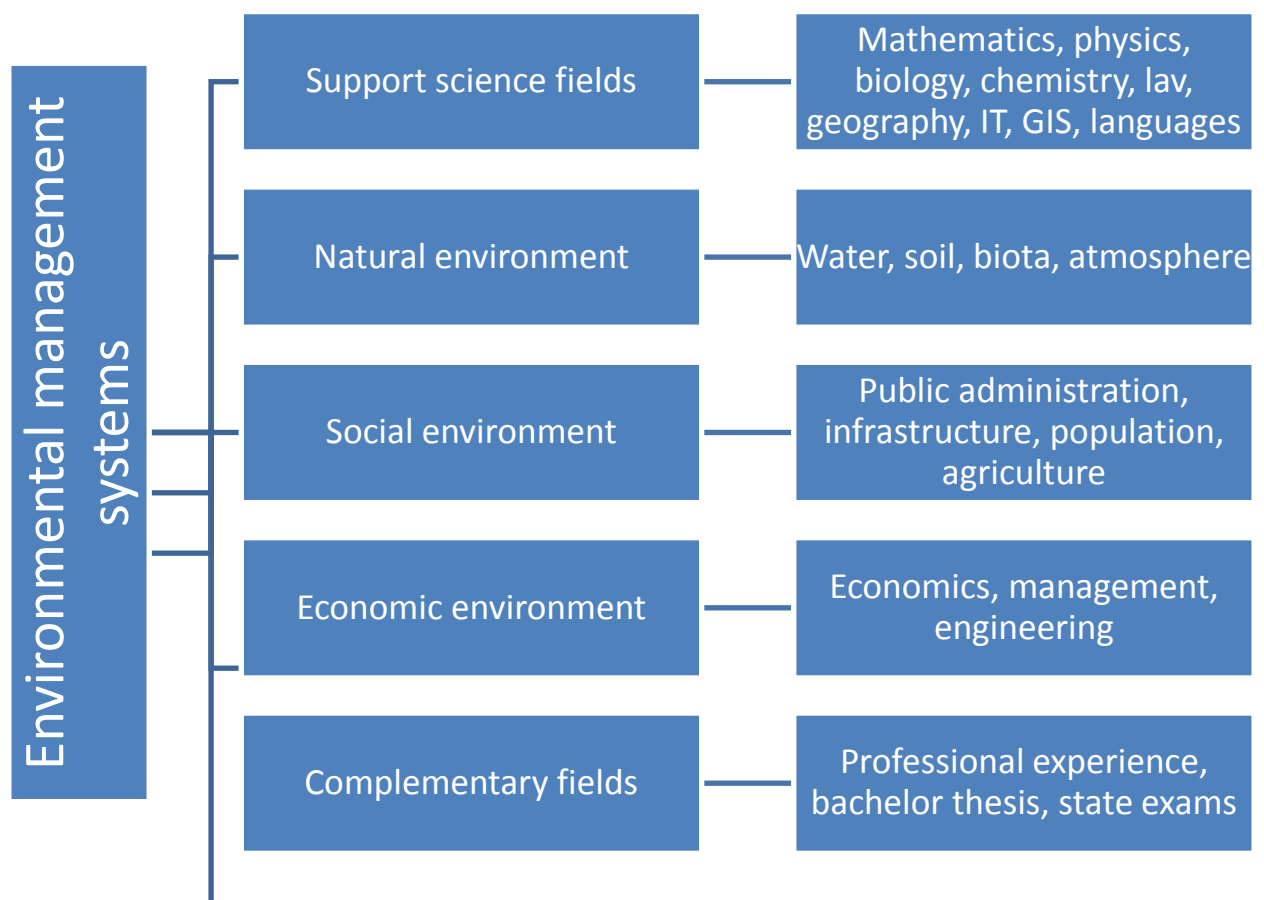 Environmental management
systems
Support science fields
Mathematics, physics,
biology, chemistry, lav,
geography, IT, GIS, languages
Natural environment
Water, soil, biota, atmosphere
Social environment
Public administration,
infrastructure, population,
agriculture
Economic environment
Economics, management,
engineering
Complementary fields
Professional experience,
bachelor thesis, state exams